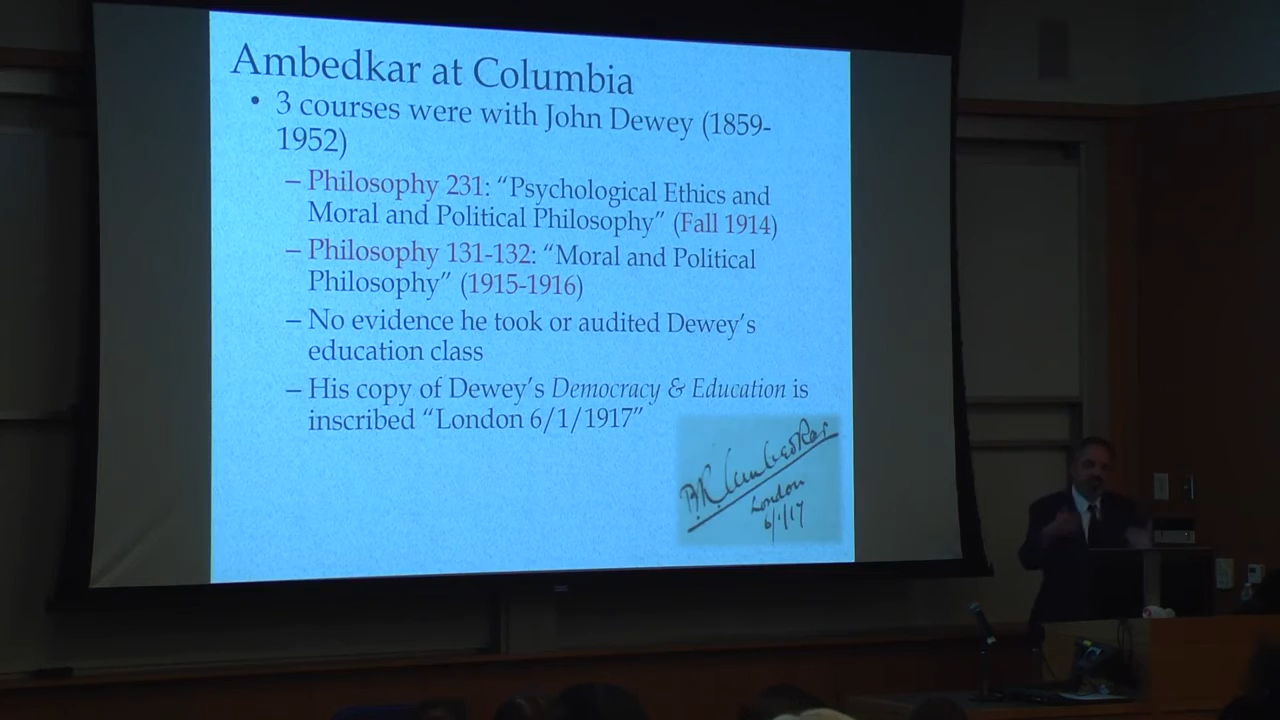 Ambedkar at Columbia
• 3 courses were with John Dewey (1859-
1952)
– Philosophy 231: “Psychological Ethics and
Moral and Political Philosophy” (Fall 1914)
– Philosophy 131-132: “Moral and Political
Philosophy” (1915-1916)
– No evidence he took or audited Dewey’s
education class
– His copy of Dewey’s Democracy & Education is
inscribed “London 6/1/1917”
B.R. Ambedkar
London
6/1/17